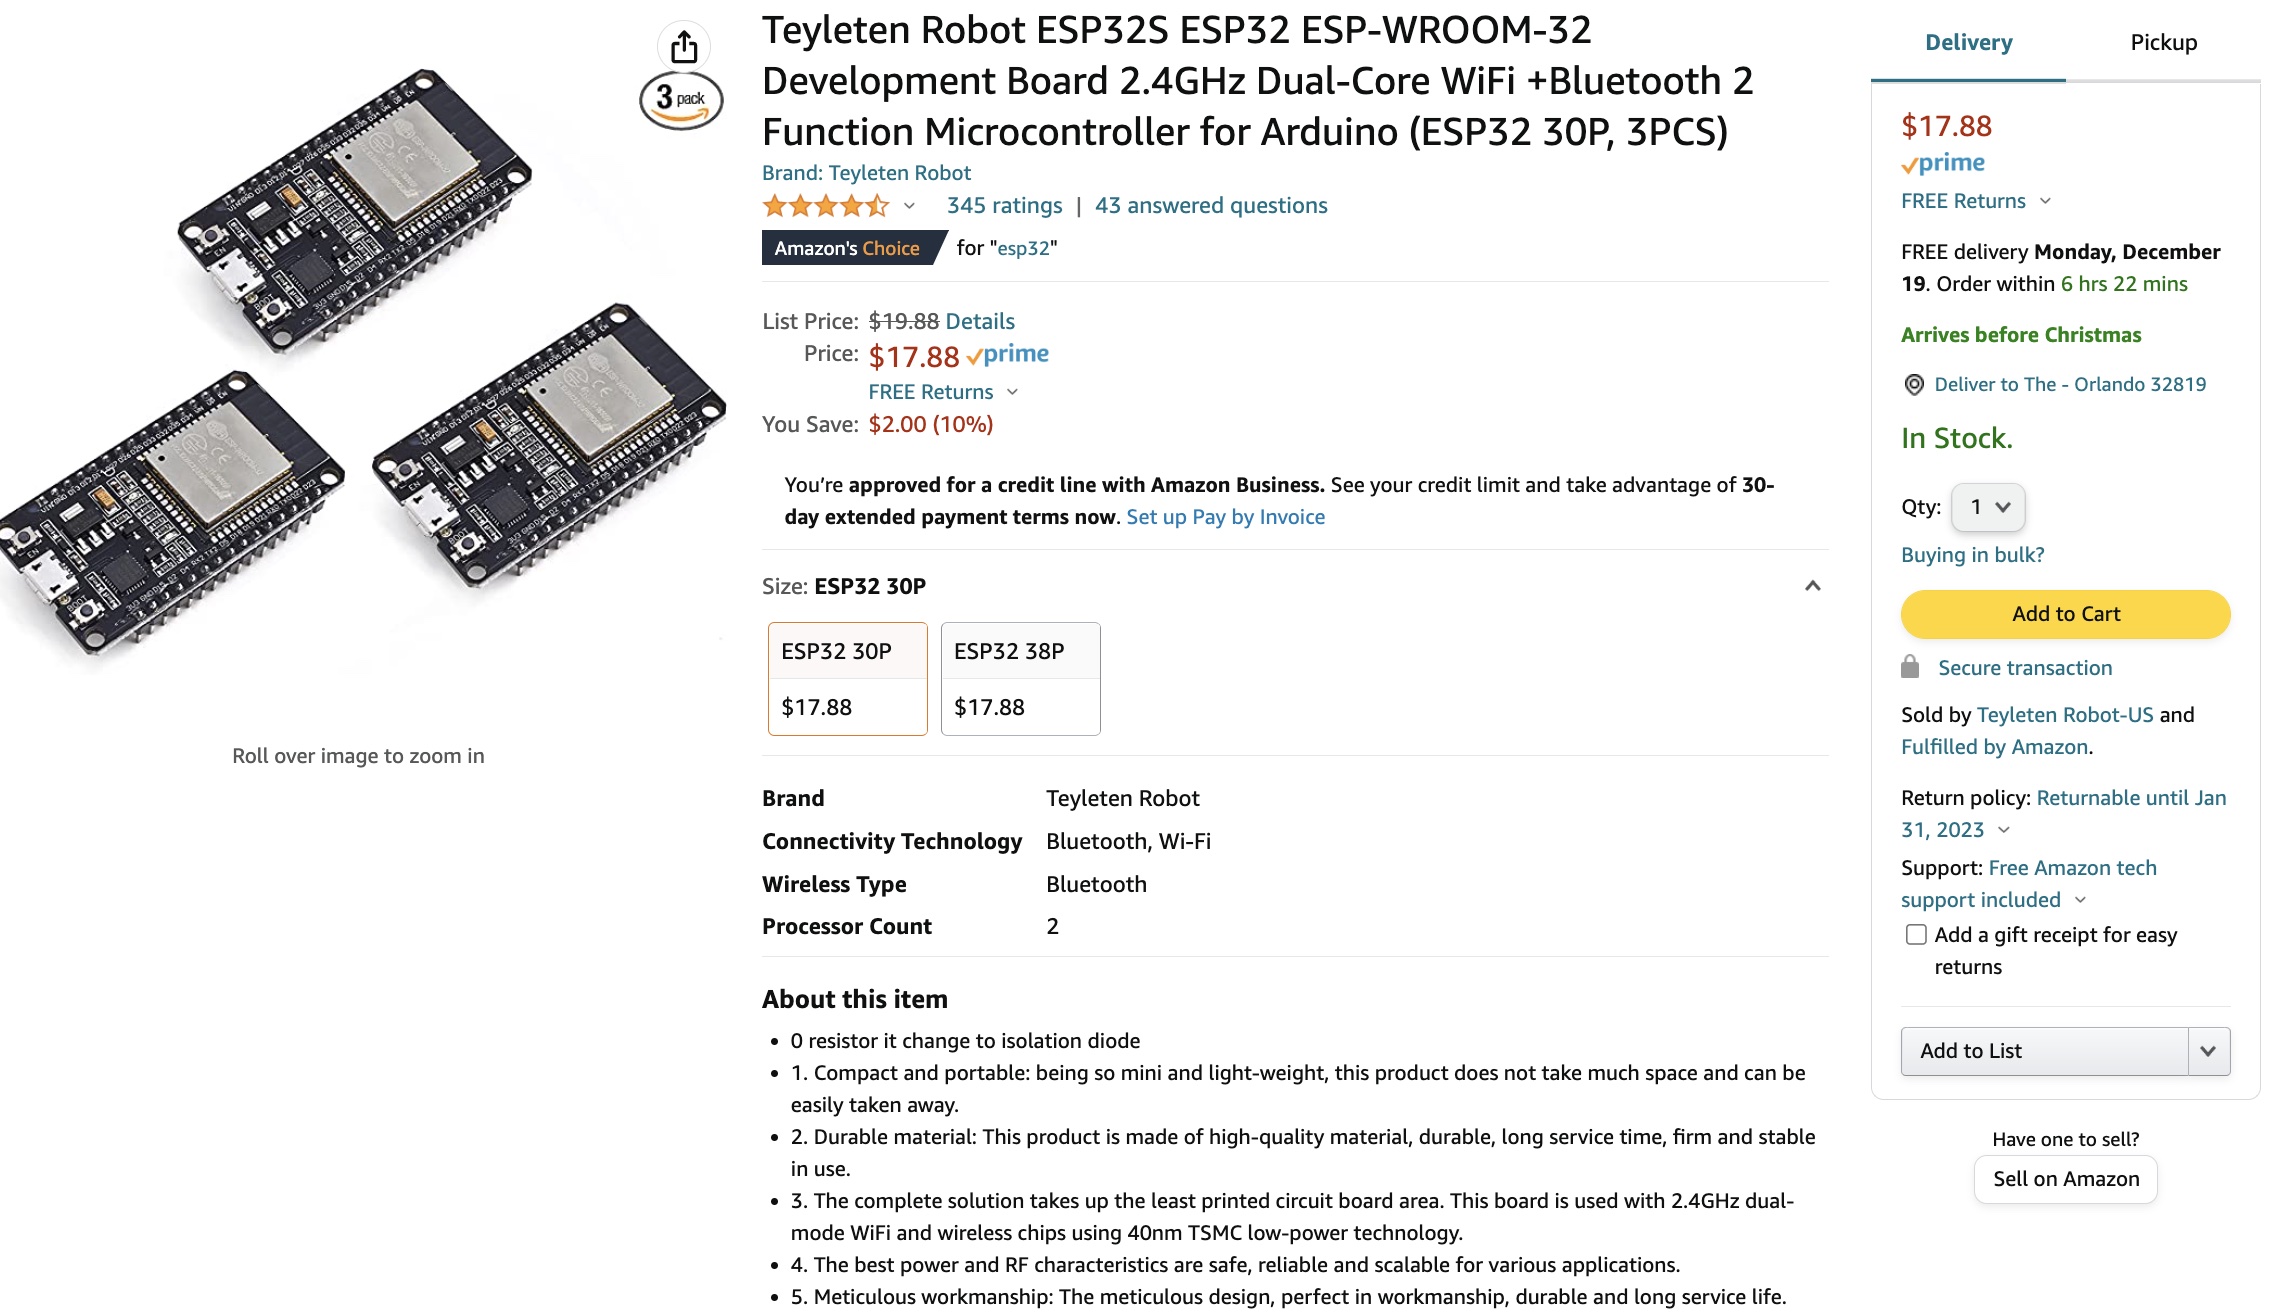 3 pack
Roll over image to zoom in
Teyleten Robot ESP32S ESP32 ESP-WROOM-32
Development Board 2.4GHz Dual-Core WiFi +Bluetooth 2
Function Microcontroller for Arduino (ESP32 30P, 3PCS)
Brand: Teyleten Robot
345 ratings | 43 answered questions
Amazon's Choice for "esp32"
List Price: $19.88 Details
Price: $17.88 prime
FREE Returns
You Save: $2.00 (10%)
You’re approved for a credit line with Amazon Business. See your credit limit and take advantage of 30-
day extended payment terms now. Set up Pay by Invoice
Size: ESP32 30P
ESP32 30P ESP32 38P
$17.88 $17.88
Brand Teyleten Robot
Connectivity Technology Bluetooth, Wi-Fi
Wireless Type Bluetooth
Processor Count 2
About this item
• 0 resistor it change to isolation diode
• 1. Compact and portable: being so mini and light-weight, this product does not take much space and can be
easily taken away.
• 2. Durable material: This product is made of high-quality material, durable, long service time, firm and stable
in use.
• 3. The complete solution takes up the least printed circuit board area. This board is used with 2.4GHz dual-
mode WiFi and wireless chips using 40nm TSMC low-power technology.
• 4. The best power and RF characteristics are safe, reliable and scalable for various applications.
• 5. Meticulous workmanship: The meticulous design, perfect in workmanship, durable and long service life.
Delivery Pickup
$17.88
prime
FREE Returns
FREE delivery Monday, December
19. Order within 6 hrs 22 mins
Arrives before Christmas
Deliver to The - Orlando 32819
In Stock.
Qty: 1
Buying in bulk?
Add to Cart
Secure transaction
Sold by Teyleten Robot-US and
Fulfilled by Amazon.
Return policy: Returnable until Jan
31, 2023
Support: Free Amazon tech
support included
Add a gift receipt for easy
returns
Add to List
Have one to sell?
Sell on Amazon